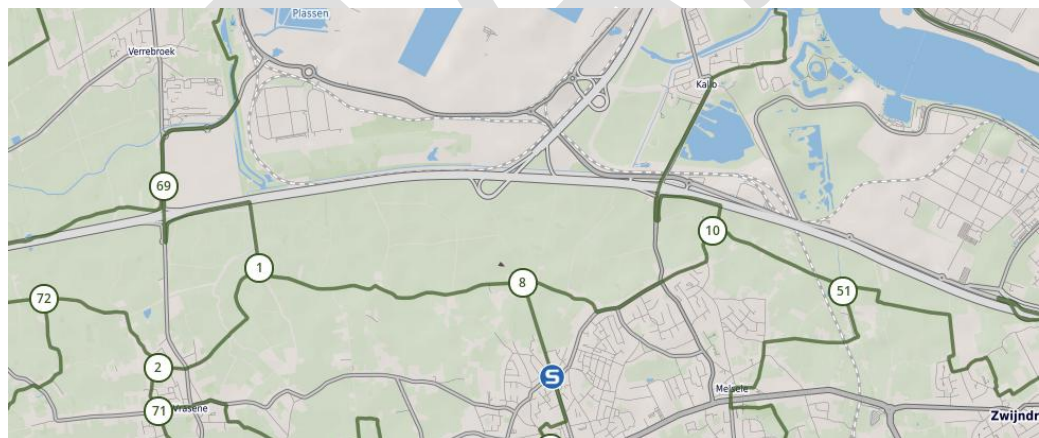 Plassen
Verrebroek
Kallo
69
10
1
8
51
72
2
S
Melsele
71
Vrasene
Zwijndr